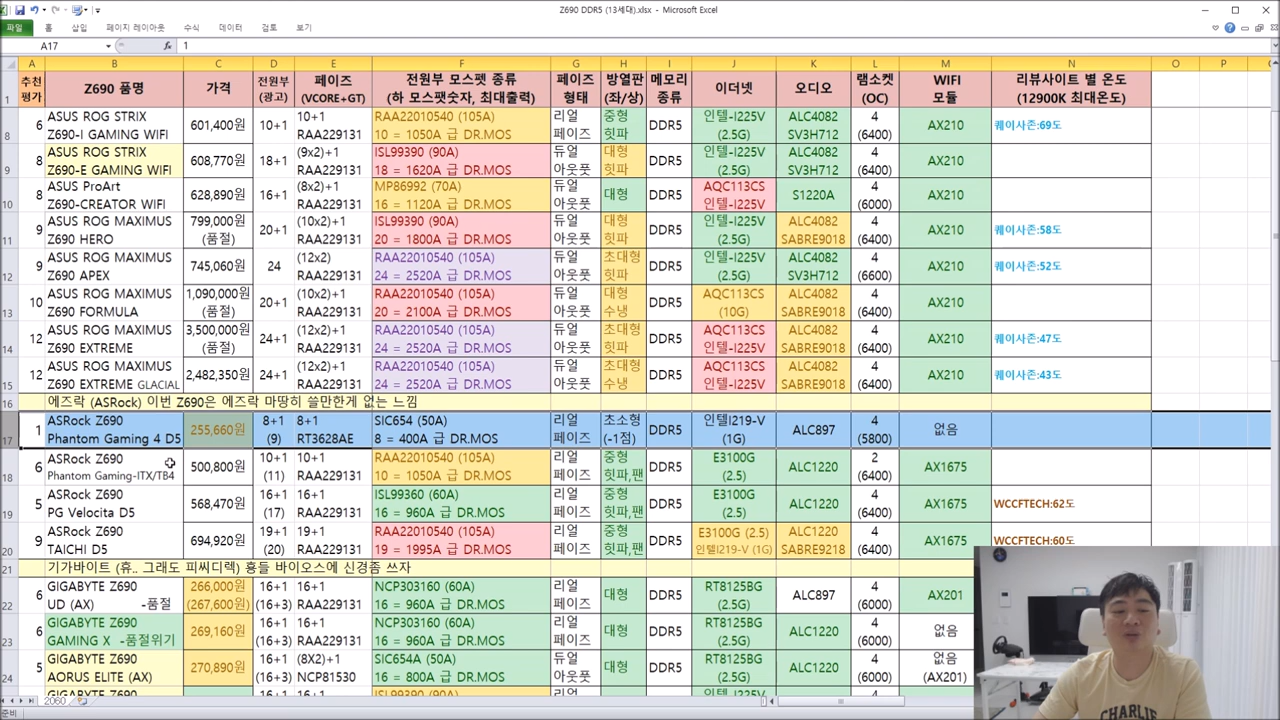 Z690 DDR5 (13세대).xlsx - Microsoft Excel
파일 홈 삽입 페이지 레이아웃 수식 데이터 검토 보기
A17 fx 1
A B C D E F G H I J K L M N O P
1 추천 평가 Z690 품명 가격 전원부 (광고) 페이즈 (VCORE+GT) 전원부 모스펫 종류 (하 모스팻숫자, 최대출력) 페이즈 형태 방열판 (좌/상) 메모리 종류 이더넷 오디오 램소켓 (OC) WIFI 모듈 리뷰사이트 별 온도 (12900K 최대온도)
8 6 ASUS ROG STRIX Z690-I GAMING WIFI 601,400원 10+1 10+1 RAA229131 RAA22010540 (105A) 10 = 1050A 급 DR.MOS 리얼 페이즈 중형 힛파 DDR5 인텔-I225V (2.5G) ALC4082 SV3H712 4 (6400) AX210 퀘이사존:69도
9 8 ASUS ROG STRIX Z690-E GAMING WIFI 608,770원 18+1 (9x2)+1 RAA229131 ISL99390 (90A) 18 = 1620A 급 DR.MOS 듀얼 아웃풋 대형 힛파 DDR5 인텔-I225V (2.5G) ALC4082 SV3H712 4 (6400) AX210
10 8 ASUS ProArt Z690-CREATOR WIFI 628,890원 16+1 (8x2)+1 RAA229131 MP86992 (70A) 16 = 1120A 급 DR.MOS 듀얼 아웃풋 대형 DDR5 AQC113CS 인텔-I225V S1220A 4 (6000) AX210
11 9 ASUS ROG MAXIMUS Z690 HERO 799,000원 (품절) 20+1 (10x2)+1 RAA229131 ISL99390 (90A) 20 = 1800A 급 DR.MOS 듀얼 아웃풋 대형 힛파 DDR5 인텔-I225V (2.5G) ALC4082 SABRE9018 4 (6400) AX210 퀘이사존:58도
12 9 ASUS ROG MAXIMUS Z690 APEX 745,060원 24 (12x2) RAA229131 RAA22010540 (105A) 24 = 2520A 급 DR.MOS 듀얼 아웃풋 초대형 힛파 DDR5 인텔-I225V (2.5G) ALC4082 SV3H712 4 (6600) AX210 퀘이사존:52도
13 10 ASUS ROG MAXIMUS Z690 FORMULA 1,090,000원 (품절) 20+1 (10x2)+1 RAA229131 RAA22010540 (105A) 20 = 2100A 급 DR.MOS 듀얼 아웃풋 대형 수냉 DDR5 AQC113CS (10G) ALC4082 SABRE9018 4 (6400) AX210
14 12 ASUS ROG MAXIMUS Z690 EXTREME 3,500,000원 (품절) 24+1 (12x2)+1 RAA229131 RAA22010540 (105A) 24 = 2520A 급 DR.MOS 듀얼 아웃풋 초대형 힛파 DDR5 AQC113CS 인텔-I225V ALC4082 SABRE9018 4 (6400) AX210 퀘이사존:47도
15 12 ASUS ROG MAXIMUS Z690 EXTREME GLACIAL 2,482,350원 24+1 (12x2)+1 RAA229131 RAA22010540 (105A) 24 = 2520A 급 DR.MOS 듀얼 아웃풋 초대형 수냉 DDR5 AQC113CS 인텔-I225V ALC4082 SABRE9018 4 (6400) AX210 퀘이사존:43도
16 에즈락 (ASRock) 이번 Z690은 에즈락 마땅히 쓸만한게 없는 느낌
17 1 ASRock Z690 Phantom Gaming 4 D5 255,660원 8+1 (9) 8+1 RT3628AE SIC654 (50A) 8 = 400A 급 DR.MOS 리얼 페이즈 초소형 (-1점) DDR5 인텔I219-V (1G) ALC897 4 (5800) 없음
18 6 ASRock Z690 Phantom Gaming-ITX/TB4 500,800원 10+1 (11) 10+1 RAA229131 RAA22010540 (105A) 10 = 1050A 급 DR.MOS 리얼 페이즈 중형 힛파,팬 DDR5 E3100G (2.5) ALC1220 2 (6400) AX1675
19 5 ASRock Z690 PG Velocita D5 568,470원 16+1 (17) 16+1 RAA229131 ISL99360 (60A) 16 = 960A 급 DR.MOS 리얼 페이즈 중형 힛파,팬 DDR5 E3100G (2.5) ALC1220 4 (6400) AX1675 WCCFTECH:62도
20 9 ASRock Z690 TAICHI D5 694,920원 19+1 (20) 19+1 RAA229131 RAA22010540 (105A) 19 = 1995A 급 DR.MOS 리얼 페이즈 중형 힛파,팬 DDR5 E3100G (2.5) 인텔I219-V (1G) ALC1220 SABRE9218 4 (6400) AX1675 WCCFTECH:60도
21 기가바이트 (휴.. 그래도 피씨디렉) 횽들 바이오스에 신경좀 쓰자
22 6 GIGABYTE Z690 UD (AX) -품절 266,000원 (267,600원) 16+1 (16+3) 16+1 RAA229131 NCP303160 (60A) 16 = 960A 급 DR.MOS 리얼 페이즈 대형 DDR5 RT8125BG (2.5G) ALC897 4 (6000) AX201
23 6 GIGABYTE Z690 GAMING X -품절위기 269,160원 16+1 (16+3) 16+1 RAA229131 NCP303160 (60A) 16 = 960A 급 DR.MOS 리얼 페이즈 대형 DDR5 RT8125BG (2.5G) ALC1220 4 (6000) 없음
24 5 GIGABYTE Z690 AORUS ELITE (AX) 270,890원 16+1 (16+3) (8X2)+1 NCP81530 SIC654A (50A) 16 = 800A 급 DR.MOS 듀얼 아웃풋 대형 DDR5 RT8125BG (2.5G) ALC1220 4 (6000) 없음 (AX201)
2060
준비
CHARLIE